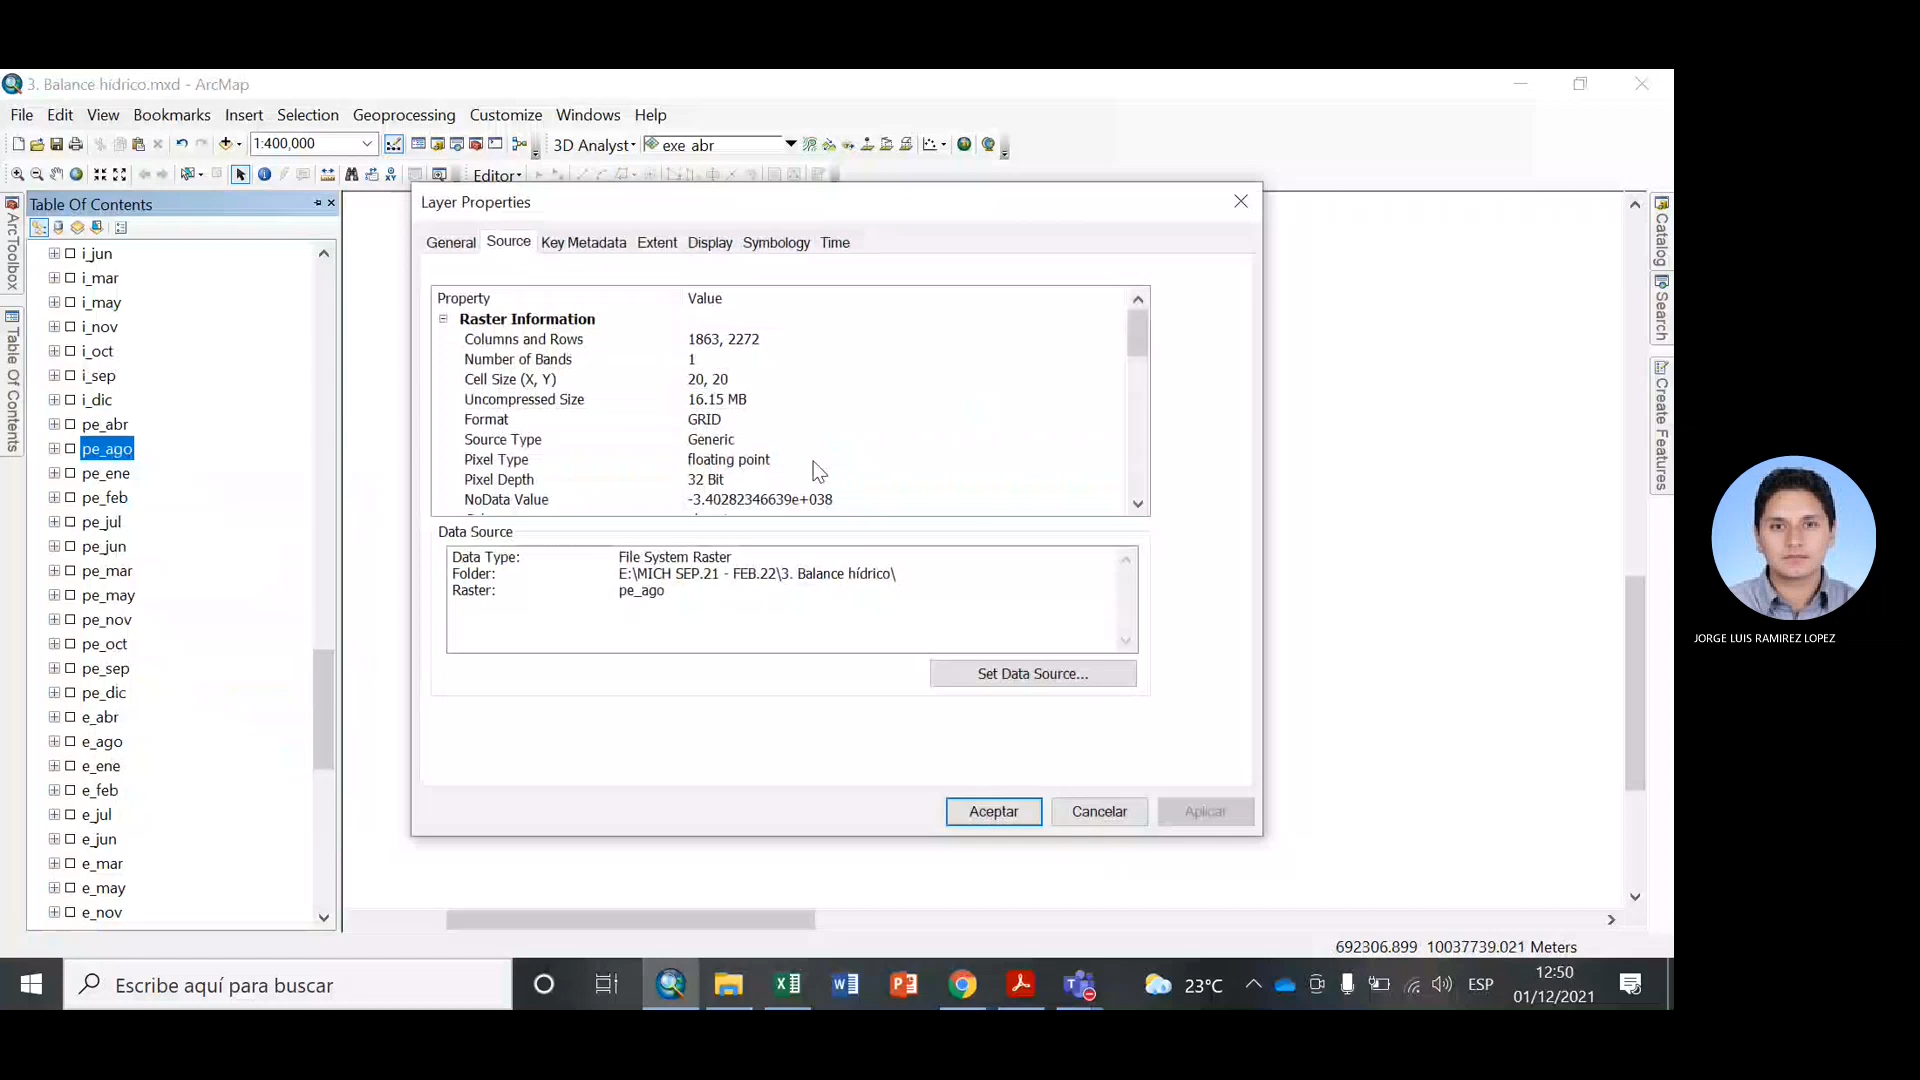 3. Balance hídrico.mxd - ArcMap
File Edit View Bookmarks Insert Selection Geoprocessing Customize Windows Help
1:400,000
3D Analyst
exe abr
Editor
Table Of Contents
ArcToolbox
Table Of Contents
i_jun
i_mar
i_may
i_nov
i_oct
i_sep
i_dic
pe_abr
pe_ago
pe_ene
pe_feb
pe_jul
pe_jun
pe_mar
pe_may
pe_nov
pe_oct
pe_sep
pe_dic
e_abr
e_ago
e_ene
e_feb
e_jul
e_jun
e_mar
e_may
e_nov
Layer Properties
General Source Key Metadata Extent Display Symbology Time
Property Value
Raster Information
Columns and Rows 1863, 2272
Number of Bands 1
Cell Size (X, Y) 20, 20
Uncompressed Size 16.15 MB
Format GRID
Source Type Generic
Pixel Type floating point
Pixel Depth 32 Bit
NoData Value -3.40282346639e+038
Data Source
Data Type: File System Raster
Folder: E:\MICH SEP.21 - FEB.22\3. Balance hídrico\
Raster: pe_ago
Set Data Source...
Aceptar Cancelar Aplicar
Catalog
Search
Create Features
JORGE LUIS RAMIREZ LOPEZ
692306.899 10037739.021 Meters
Escribe aquí para buscar
23°C
ESP
12:50
01/12/2021